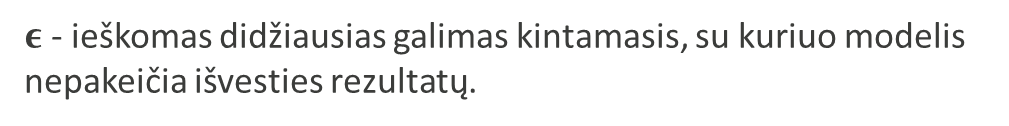 ϵ - ieškomas didžiausias galimas kintamasis, su kuriuo modelis
nepakeičia išvesties rezultatų.